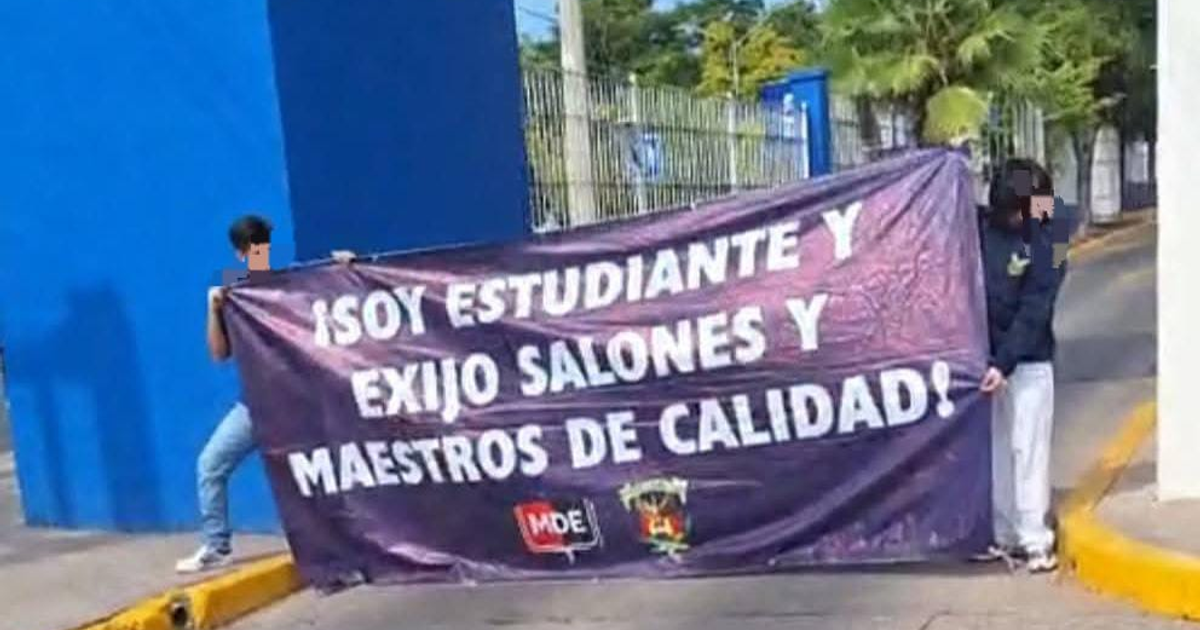 ¡SOY ESTUDIANTE Y
EXIJO SALONES Y
MAESTROS DE CALIDAD!
MDE